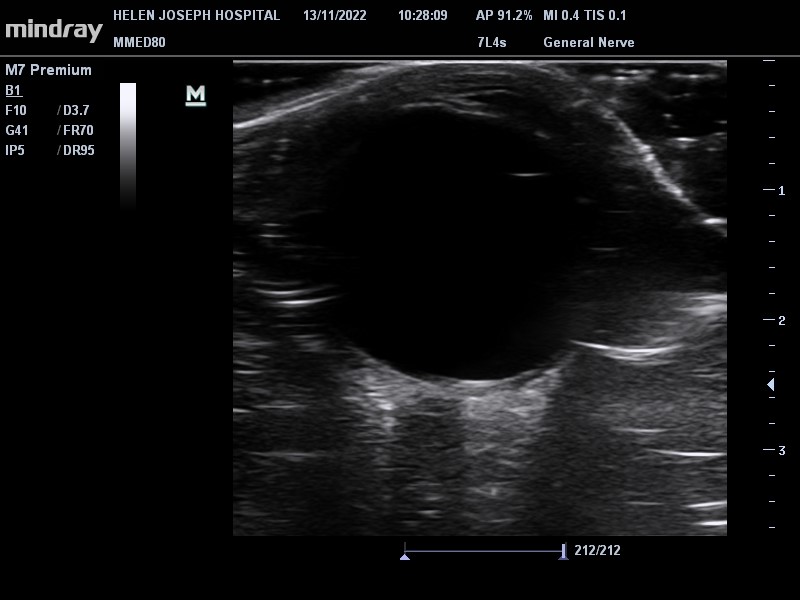 mindray
HELEN JOSEPH HOSPITAL 13/11/2022 10:28:09 AP 91.2% MI 0.4 TIS 0.1
MMED80 7L4s General Nerve
M7 Premium
B1
F10 / D3.7
G41 / FR70
IP5 / DR95
M
1
2
3
212/212